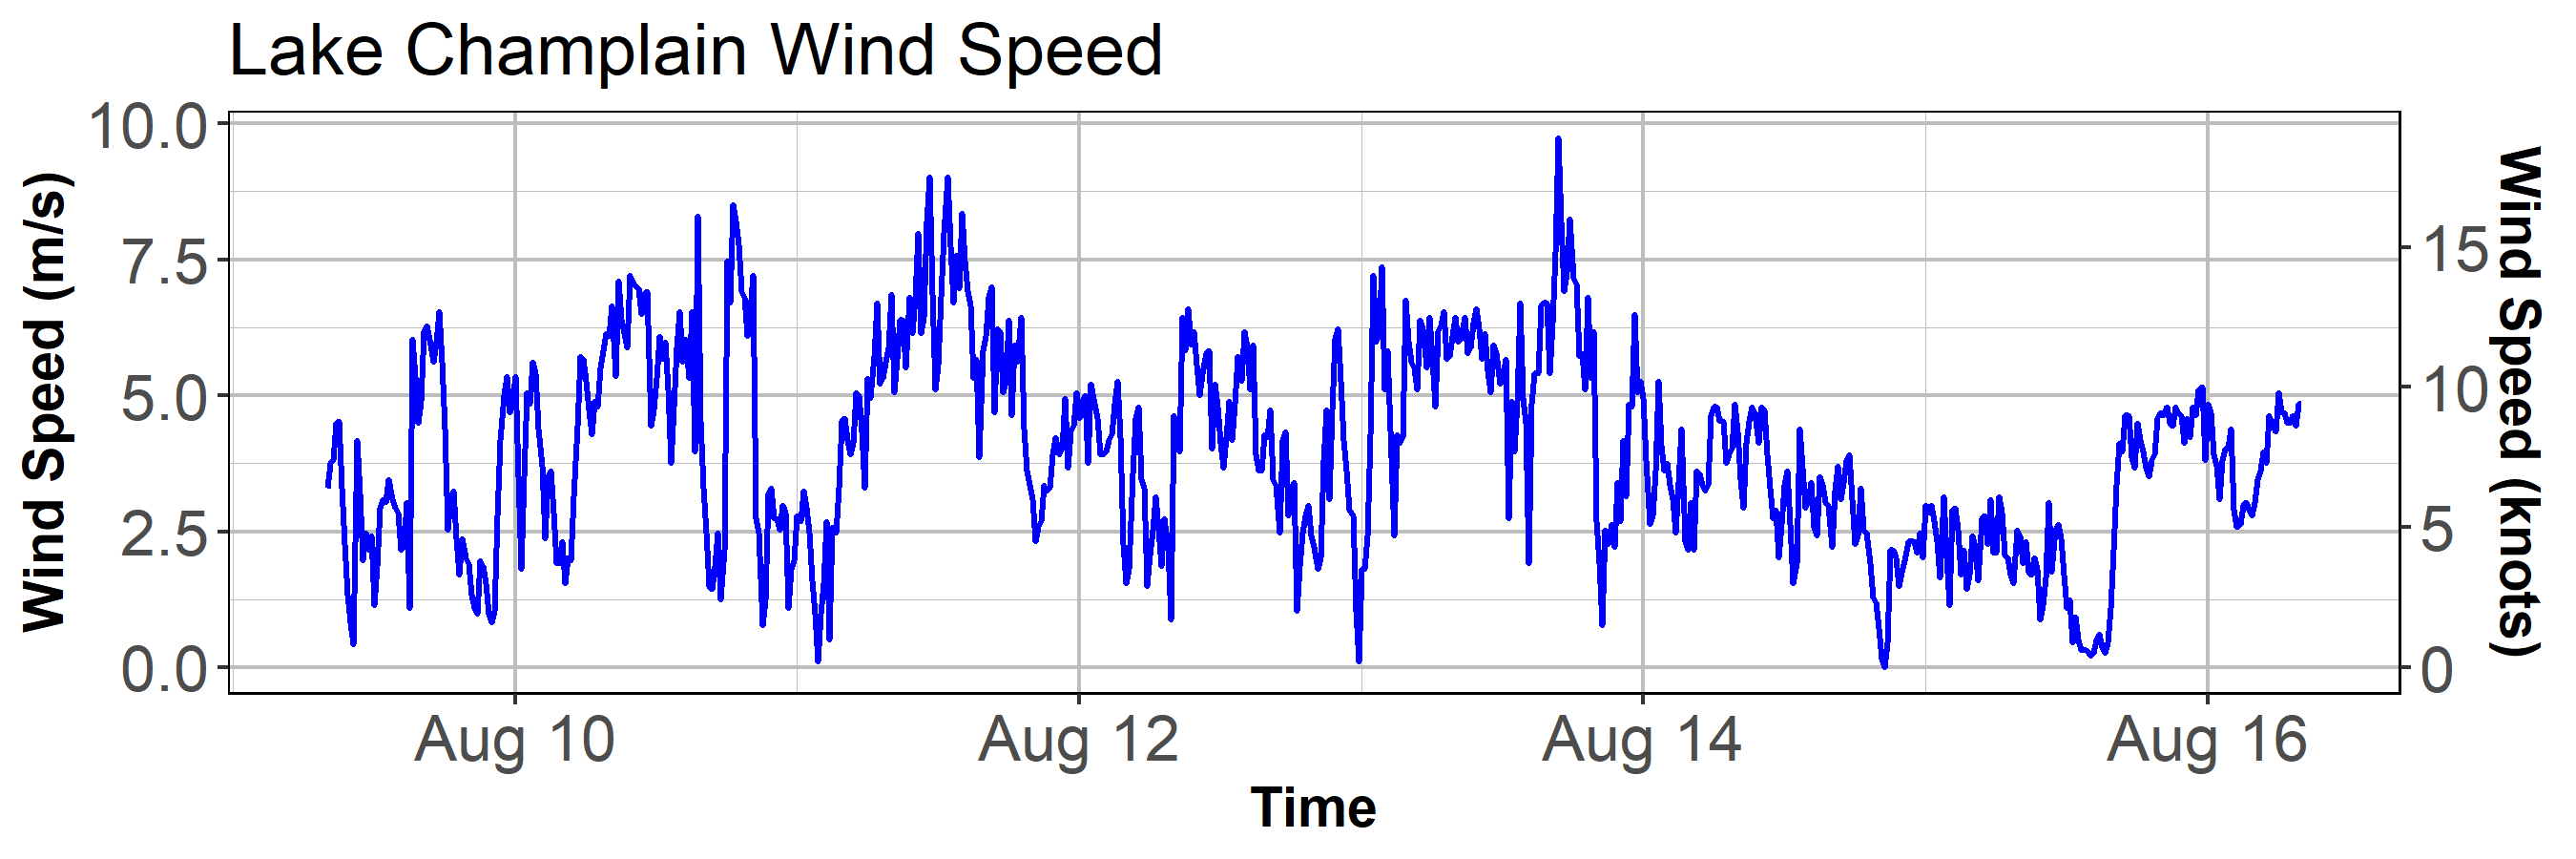 Lake Champlain Wind Speed
Wind Speed (m/s)
10.0
7.5
5.0
2.5
0.0
Wind Speed (knots)
15
10
5
0
Aug 10
Aug 12
Aug 14
Aug 16
Time